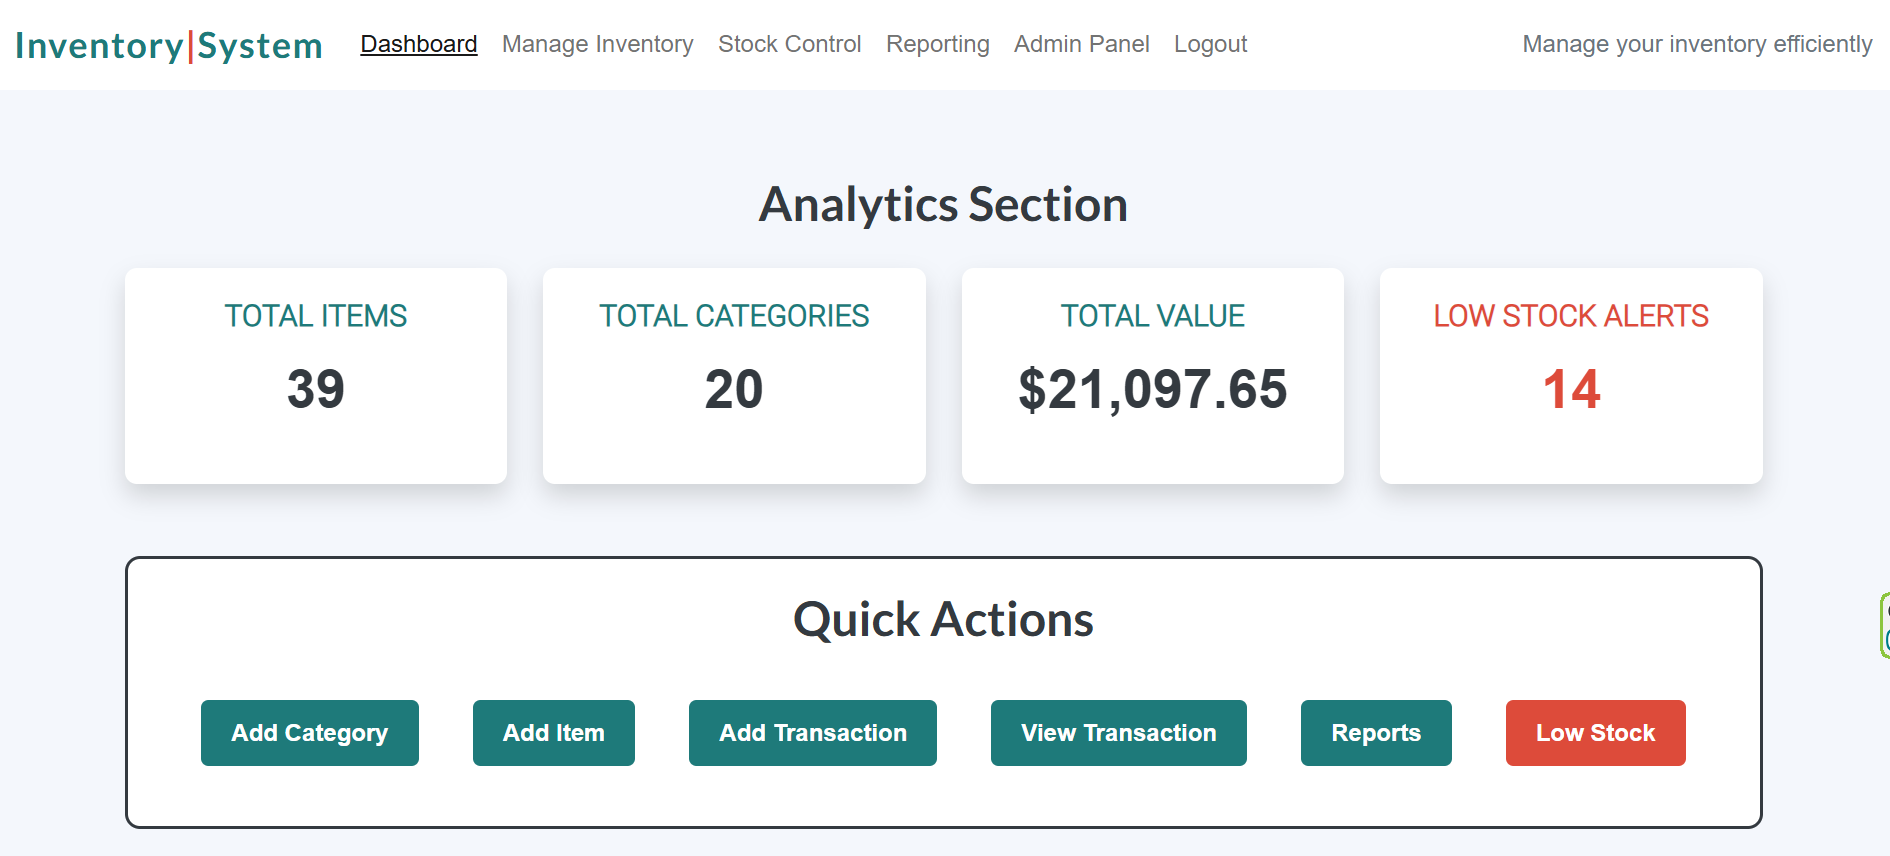 Inventory|System Dashboard Manage Inventory Stock Control Reporting Admin Panel Logout Manage your inventory efficiently
Analytics Section
TOTAL ITEMS TOTAL CATEGORIES TOTAL VALUE LOW STOCK ALERTS
39 20 $21,097.65 14
Quick Actions
Add Category Add Item Add Transaction View Transaction Reports Low Stock